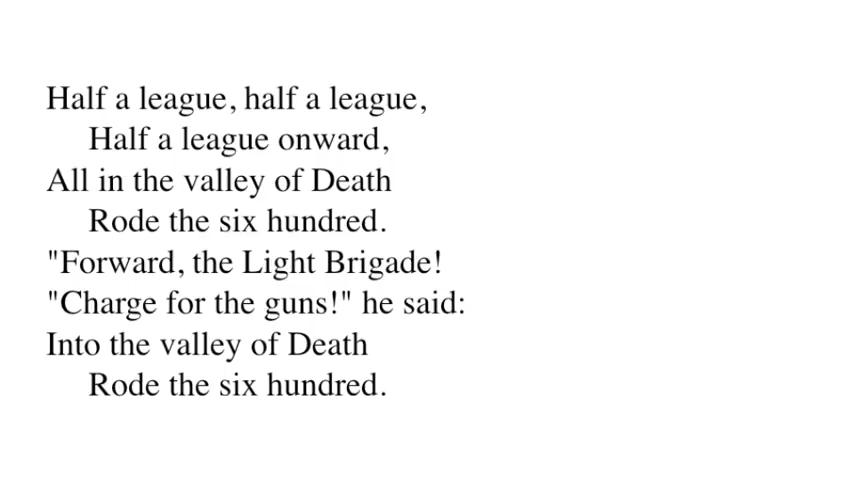 Half a league, half a league,
Half a league onward,
All in the valley of Death
Rode the six hundred.
"Forward, the Light Brigade!
"Charge for the guns!" he said:
Into the valley of Death
Rode the six hundred.